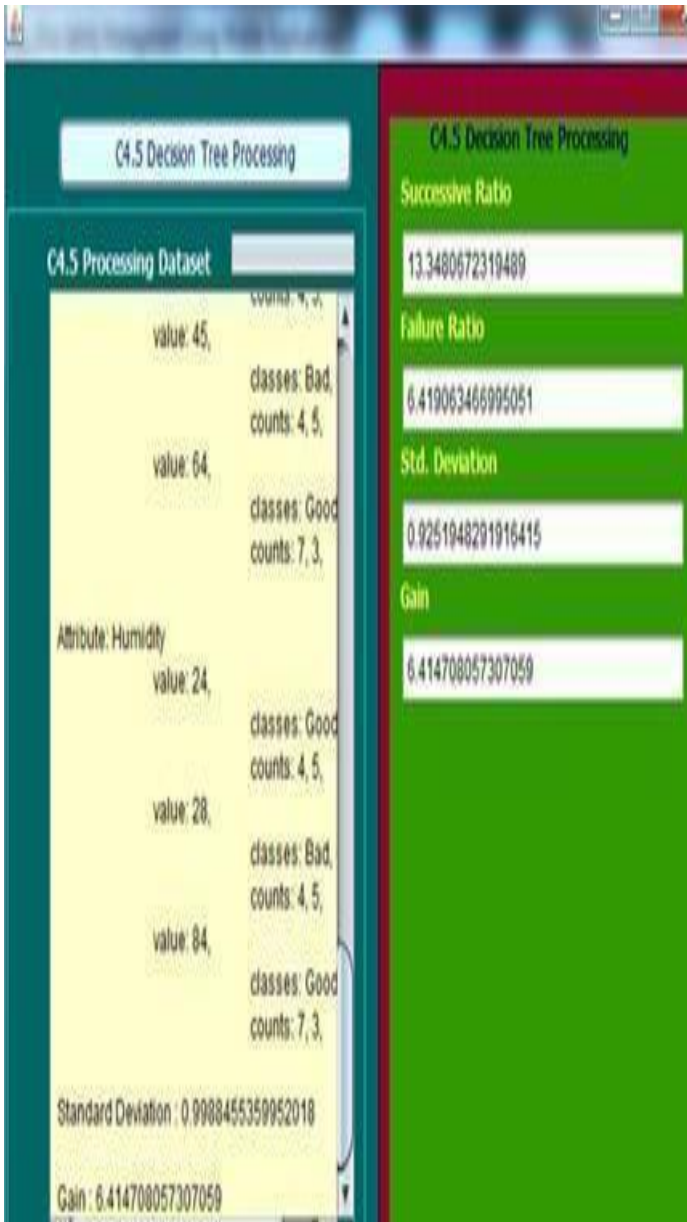 C4.5 Decision Tree Processing
C4.5 Processing Dataset
counts: 4, 5,
value: 45,
classes: Bad,
counts: 4, 5,
value: 64,
classes: Good
counts: 7, 3,
Attribute: Humidity
value: 24,
classes: Good
counts: 4, 5,
value: 28,
classes: Bad,
counts: 4, 5,
value: 84,
classes: Good
counts: 7, 3,
Standard Deviation : 0.9988455359952018
Gain : 6.414708057307059
C4.5 Decision Tree Processing
Successive Ratio
13.3480672319489
Failure Ratio
6.419063466995051
Std. Deviation
0.9251948291916415
Gain
6.414708057307059